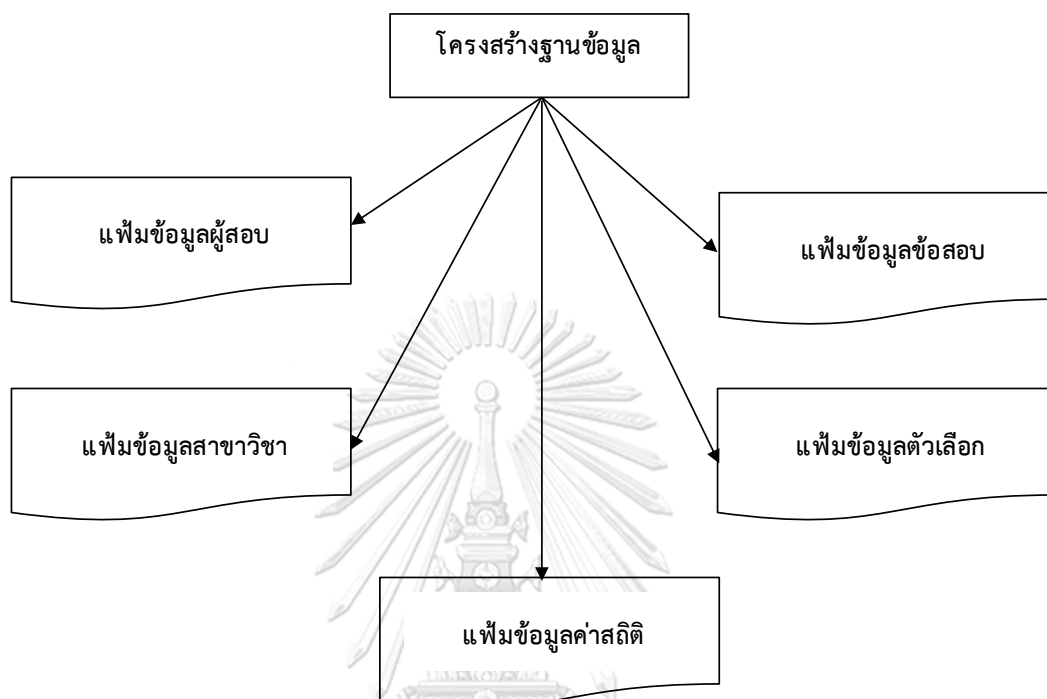 โครงสร้างฐานข้อมูล
แฟ้มข้อมูลผู้สอบ
แฟ้มข้อมูลข้อสอบ
แฟ้มข้อมูลสาขาวิชา
แฟ้มข้อมูลตัวเลือก
แฟ้มข้อมูลค่าสถิติ